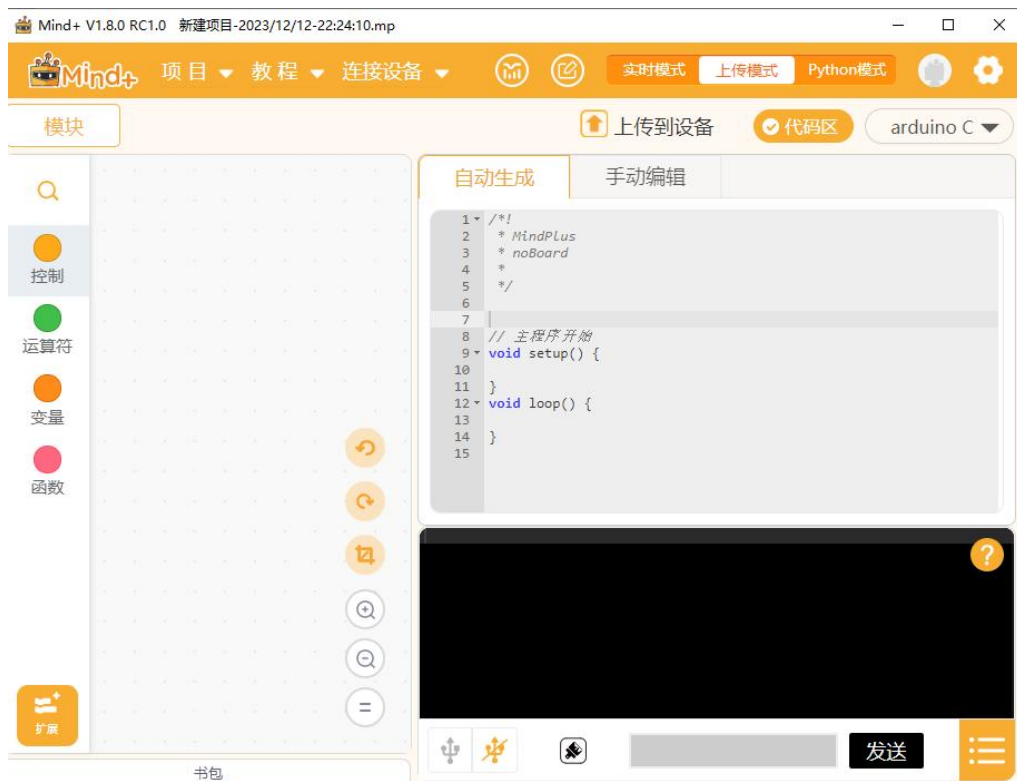 Mind+ V1.8.0 RC1.0 新建项目-2023/12/12-22:24:10.mp
Mind+ 项目 教程 连接设备 实时模式 上传模式 Python模式
模块 上传到设备 代码区 arduino C
自动生成 手动编辑
控制
运算符
变量
函数
扩展
书包
1 /*!
2  * MindPlus
3  * noBoard
4  *
5  */
6
7
8 // 主程序开始
9 void setup() {
10
11 }
12 void loop() {
13
14 }
15
?
发送